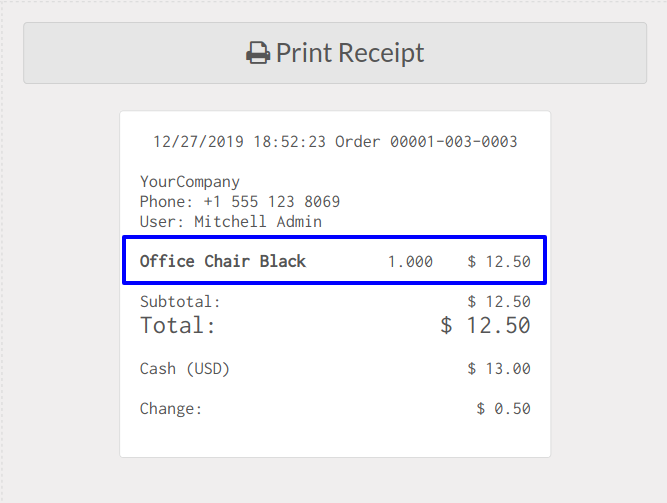 Print Receipt
12/27/2019 18:52:23 Order 00001-003-0003
YourCompany
Phone: +1 555 123 8069
User: Mitchell Admin
Office Chair Black 1.000 $ 12.50
Subtotal: $ 12.50
Total: $ 12.50
Cash (USD) $ 13.00
Change: $ 0.50